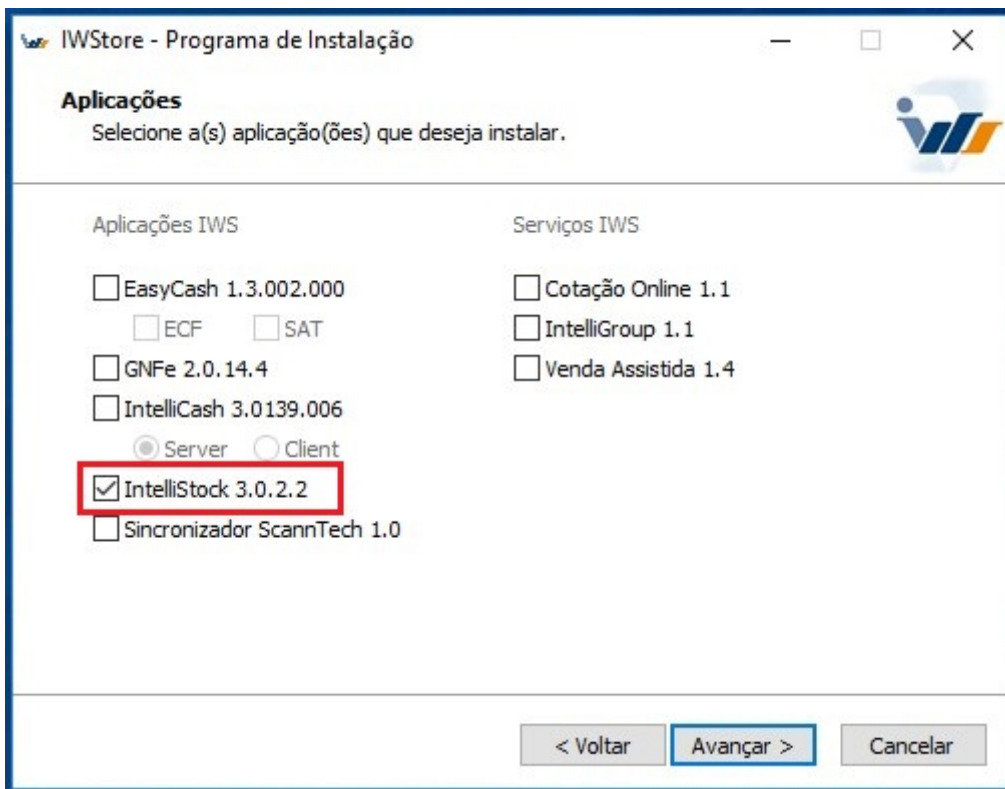 IWStore - Programa de Instalação
Aplicações
Selecione a(s) aplicação(ões) que deseja instalar.
iWS
Aplicações IWS
EasyCash 1.3.002.000
ECF SAT
GNFe 2.0.14.4
IntelliCash 3.0139.006
Server Client
IntelliStock 3.0.2.2
Sincronizador ScannTech 1.0
Serviços IWS
Cotação Online 1.1
IntelliGroup 1.1
Venda Assistida 1.4
< Voltar Avançar > Cancelar